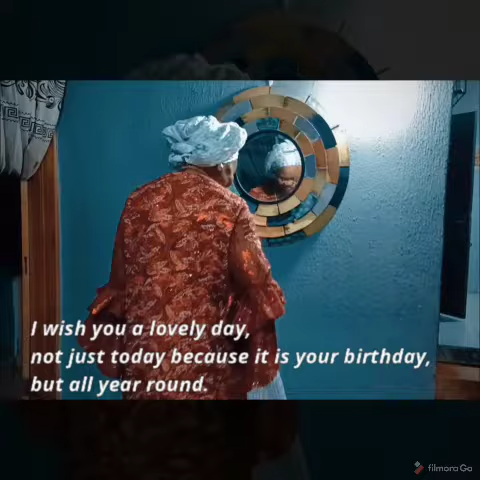 I wish you a lovely day,
not just today because it is your birthday,
but all year round.
filmora Go